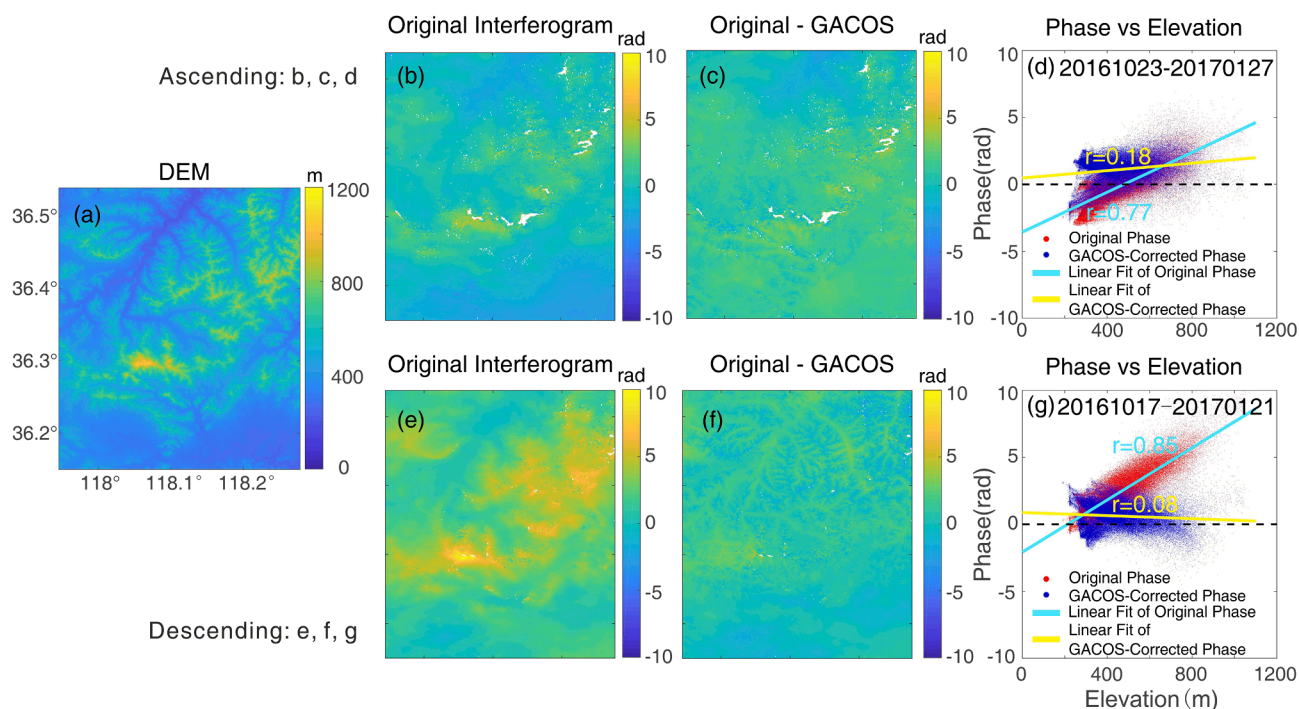 Ascending: b, c, d
DEM
(a)
m
1200
800
400
0
36.5°
36.4°
36.3°
36.2°
118°
118.1°
118.2°
Descending: e, f, g
Original Interferogram
rad
(b)
10
5
0
-5
-10
Original - GACOS
rad
(c)
10
5
0
-5
-10
Phase vs Elevation
(d) 20161023-20170127
Phase(rad)
10
5
0
-5
-10
r=0.18
r=0.77
Original Phase
GACOS-Corrected Phase
Linear Fit of Original Phase
Linear Fit of
GACOS-Corrected Phase
0
400
800
1200
Original Interferogram
rad
(e)
10
5
0
-5
-10
Original - GACOS
rad
(f)
10
5
0
-5
-10
Phase vs Elevation
(g) 20161017-20170121
Phase(rad)
10
5
0
-5
-10
r=0.85
r=0.08
Original Phase
GACOS-Corrected Phase
Linear Fit of Original Phase
Linear Fit of
GACOS-Corrected Phase
0
400
800
1200
Elevation(m)